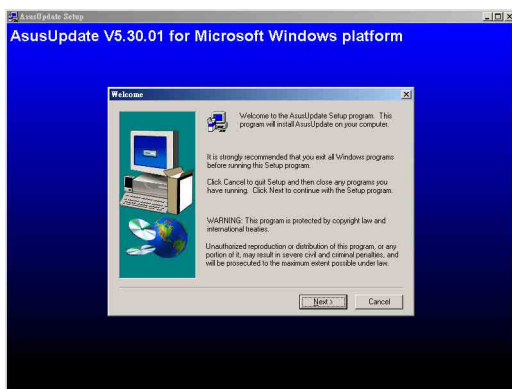 AsusUpdate Setup
AsusUpdate V5.30.01 for Microsoft Windows platform
Welcome
Welcome to the AsusUpdate Setup program. This
program will install AsusUpdate on your computer.
It is strongly recommended that you exit all Windows programs
before running this Setup program.
Click Cancel to quit Setup and then close any programs you
have running. Click Next to continue with the Setup program.
WARNING: This program is protected by copyright law and
international treaties.
Unauthorized reproduction or distribution of this program, or any
portion of it, may result in severe civil and criminal penalties, and
will be prosecuted to the maximum extent possible under law.
Next >
Cancel